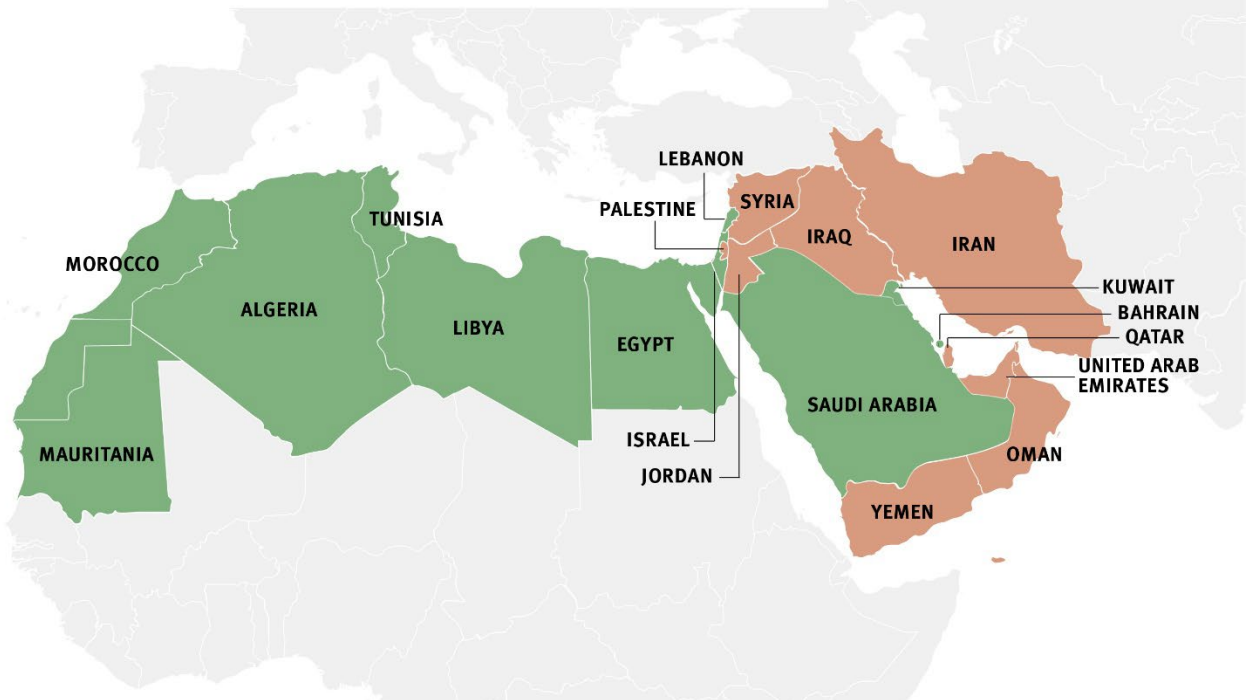 LEBANON
PALESTINE
SYRIA
IRAQ
IRAN
TUNISIA
MOROCCO
ALGERIA
LIBYA
EGYPT
KUWAIT
BAHRAIN
QATAR
UNITED ARAB
EMIRATES
SAUDI ARABIA
ISRAEL
JORDAN
MAURITANIA
OMAN
YEMEN